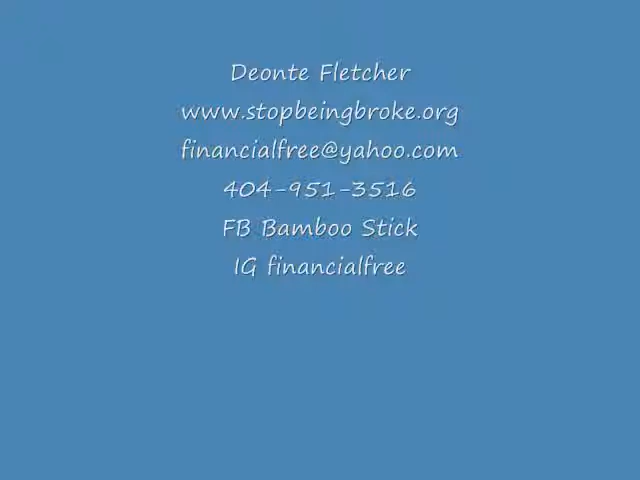 Deonte Fletcher
www.stopbeingbroke.org
financialfree@yahoo.com
404-951-3516
FB Bamboo Stick
IG financialfree